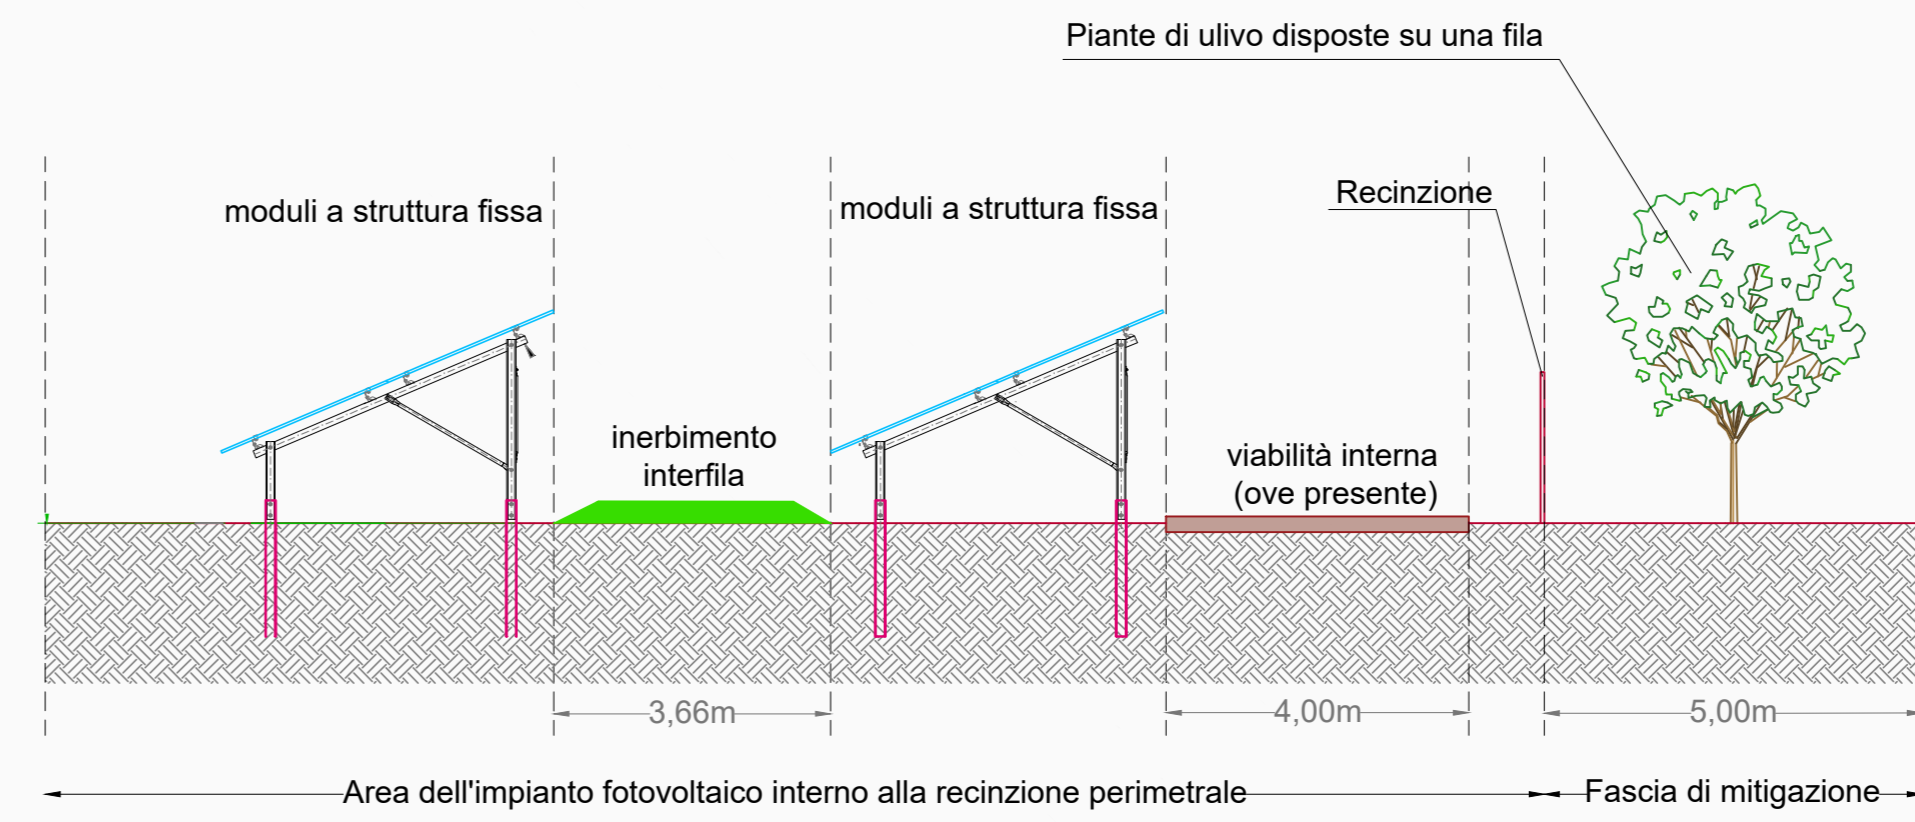 Piante di ulivo disposte su una fila
moduli a struttura fissa
moduli a struttura fissa
Recinzione
inerbimento
interfila
viabilità interna
(ove presente)
3,66m
4,00m
5,00m
Area dell'impianto fotovoltaico interno alla recinzione perimetrale
Fascia di mitigazione